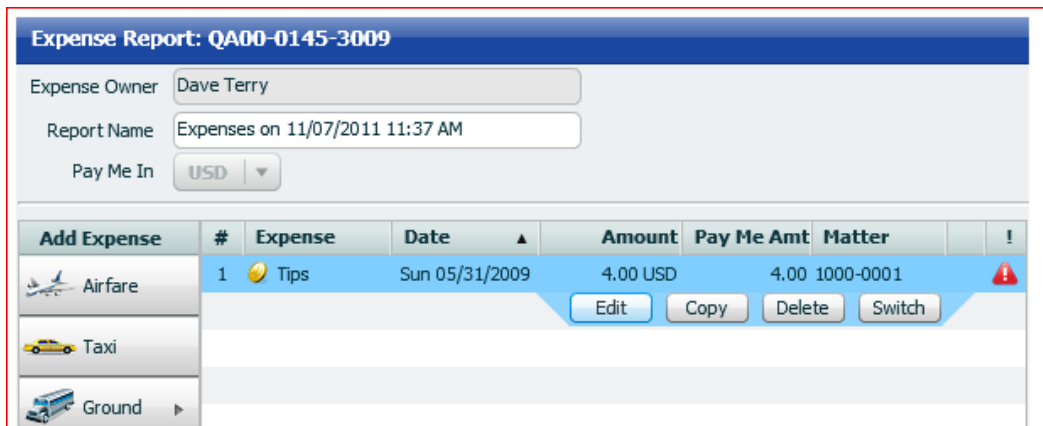 Expense Report: QA00-0145-3009
Expense Owner Dave Terry
Report Name Expenses on 11/07/2011 11:37 AM
Pay Me In USD
Add Expense # Expense Date Amount Pay Me Amt Matter !
Airfare 1 Tips Sun 05/31/2009 4.00 USD 4.00 1000-0001
Edit Copy Delete Switch
Taxi
Ground